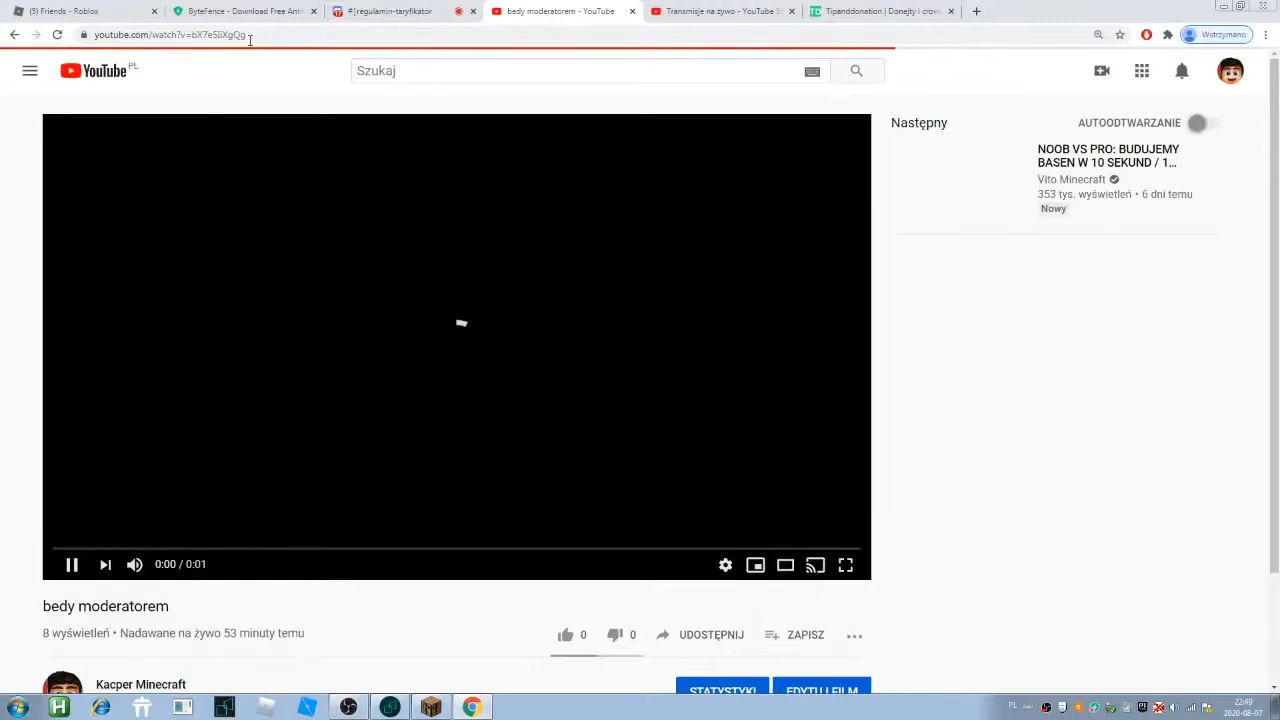 (5) Friends - Roblox
ByteFence - Download Free Anti-
#┇regulamin-taryfikator
bedy moderatorem - YouTube
Transmisje na żywo - YouTube St
Tipanddonation | Donejty i
youtube.com/watch?v=bX7e5IiXgQg
Wstrzymano
YouTube PL
Szukaj
Następny
AUTOODTWARZANIE
NOOB VS PRO: BUDUJEMY
BASEN W 10 SEKUND / 1...
Vito Minecraft
353 tys. wyświetleń • 6 dni temu
Nowy
0:00 / 0:01
bedy moderatorem
8 wyświetleń • Nadawane na żywo 53 minuty temu
0
0
UDOSTĘPNIJ
ZAPISZ
Kacper Minecraft
STATYSTYKI
EDYTUJ FILM
PL
22:49
2020-08-07